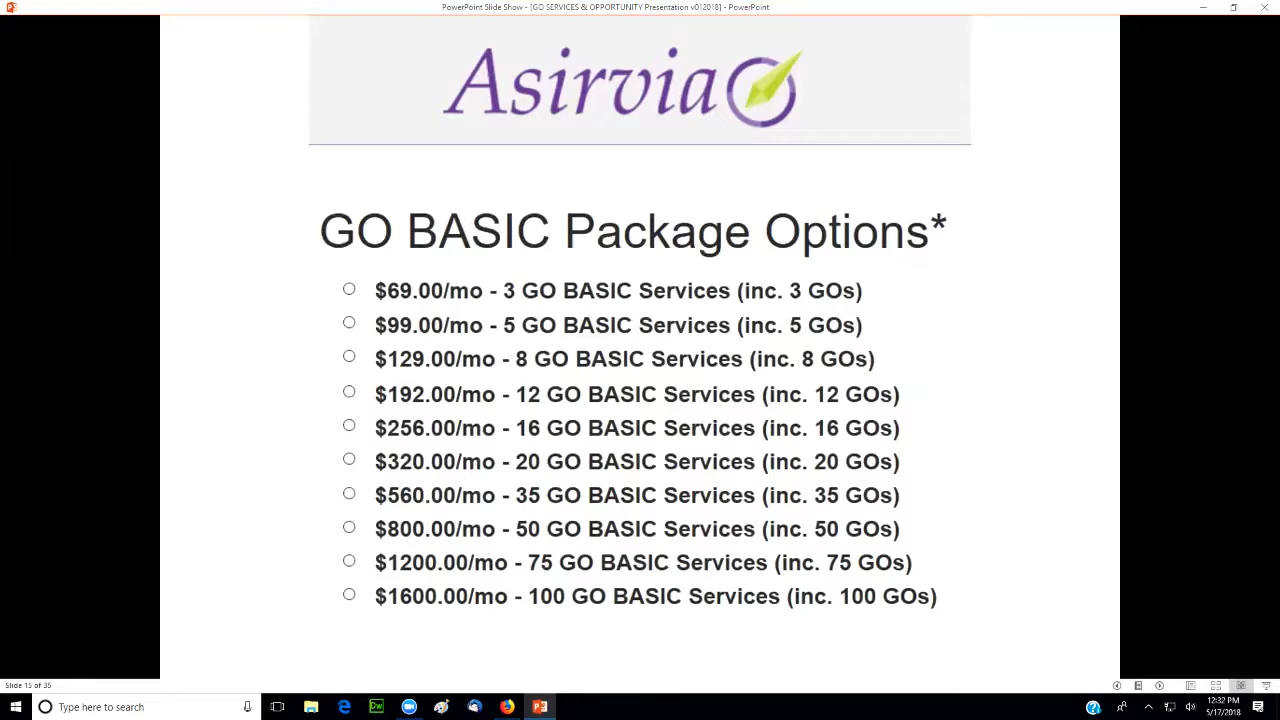 PowerPoint Slide Show - [GO SERVICES & OPPORTUNITY Presentation v012018] - PowerPoint
Asirvia
GO BASIC Package Options*
$69.00/mo - 3 GO BASIC Services (inc. 3 GOs)
$99.00/mo - 5 GO BASIC Services (inc. 5 GOs)
$129.00/mo - 8 GO BASIC Services (inc. 8 GOs)
$192.00/mo - 12 GO BASIC Services (inc. 12 GOs)
$256.00/mo - 16 GO BASIC Services (inc. 16 GOs)
$320.00/mo - 20 GO BASIC Services (inc. 20 GOs)
$560.00/mo - 35 GO BASIC Services (inc. 35 GOs)
$800.00/mo - 50 GO BASIC Services (inc. 50 GOs)
$1200.00/mo - 75 GO BASIC Services (inc. 75 GOs)
$1600.00/mo - 100 GO BASIC Services (inc. 100 GOs)
Slide 15 of 35
Type here to search
Dw
12:32 PM
5/17/2018